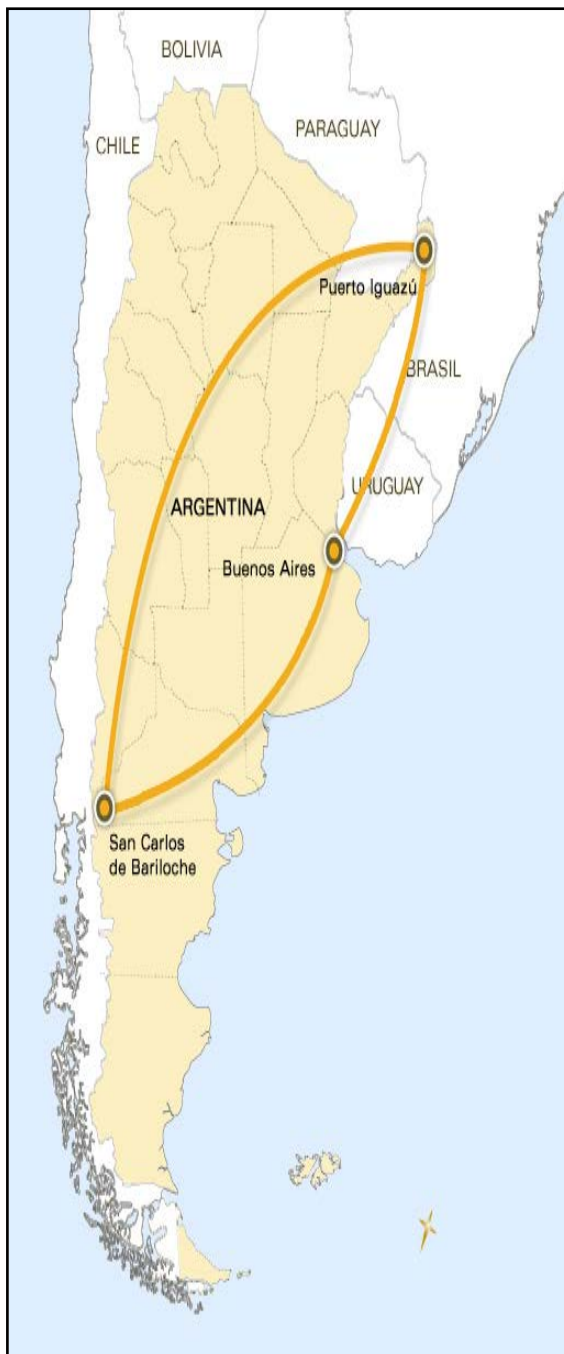 BOLIVIA
PARAGUAY
CHILE
Puerto Iguazú
BRASIL
URUGUAY
ARGENTINA
Buenos Aires
San Carlos
de Bariloche